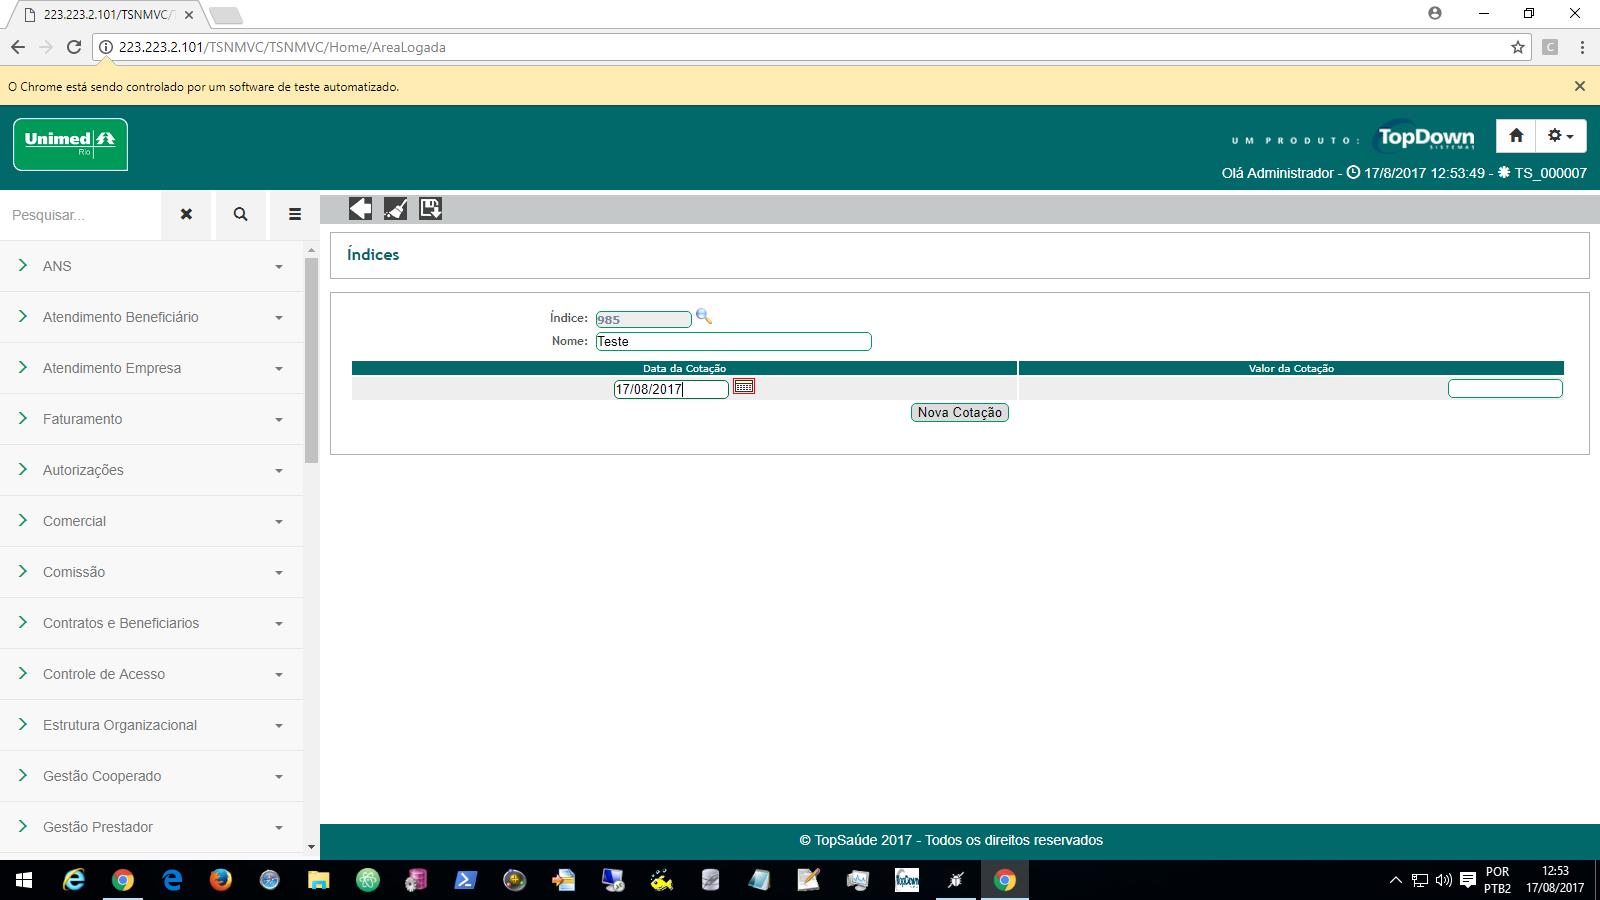 223.223.2.101/TSNMVC/
223.223.2.101/TSNMVC/TSNMVC/Home/AreaLogada
C
O Chrome está sendo controlado por um software de teste automatizado.
Unimed
Rio
UM PRODUTO:
TopDown
SISTEMAS
Olá Administrador - 17/8/2017 12:53:49 - TS_000007
Pesquisar...
ANS
Atendimento Beneficiário
Atendimento Empresa
Faturamento
Autorizações
Comercial
Comissão
Contratos e Beneficiarios
Controle de Acesso
Estrutura Organizacional
Gestão Cooperado
Gestão Prestador
Índices
Índice: 985
Nome: Teste
Data da Cotação Valor da Cotação
17/08/2017
Nova Cotação
© TopSaúde 2017 - Todos os direitos reservados
TopDown
POR
PTB2
12:53
17/08/2017